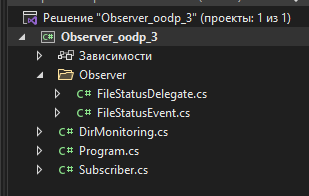 Решение "Observer_oodp_3" (проекты: 1 из 1)
C# Observer_oodp_3
Зависимости
Observer
C# FileStatusDelegate.cs
C# FileStatusEvent.cs
C# DirMonitoring.cs
C# Program.cs
C# Subscriber.cs